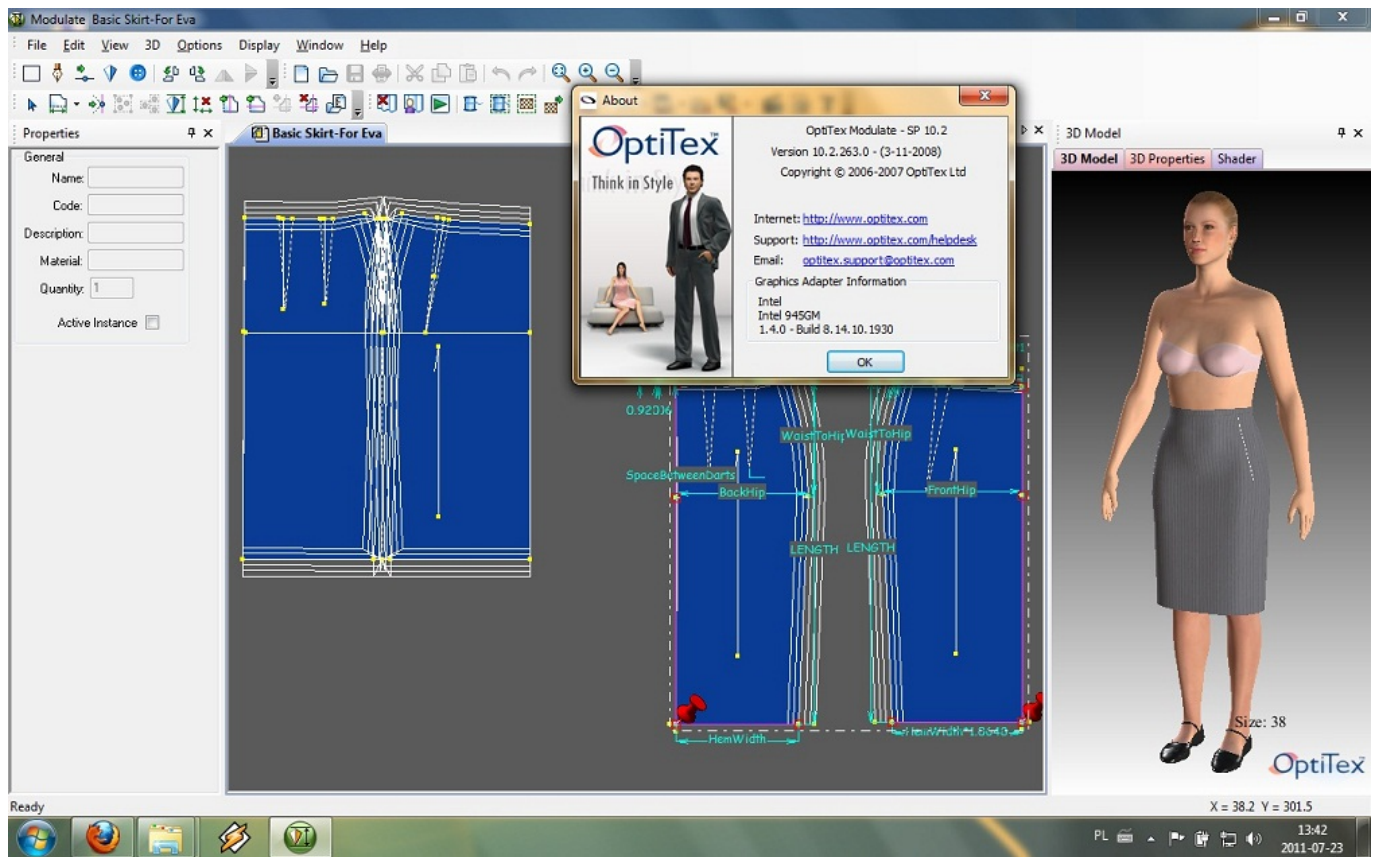 Modulate Basic Skirt-For Eva
File Edit View 3D Options Display Window Help
Properties
General
Name:
Code:
Description:
Material:
Quantity: 1
Active Instance
Basic Skirt-For Eva
About
OptiTex™
Think in Style
OptiTex Modulate - SP 10.2
Version 10.2.263.0 - (3-11-2008)
Copyright © 2006-2007 OptiTex Ltd
Internet: http://www.optitex.com
Support: http://www.optitex.com/helpdesk
Email: optitex.support@optitex.com
Graphics Adapter Information
Intel
Intel 945GM
1.4.0 - Build 8.14.10.1930
OK
WaistToHip WaistToHip
SpaceBetweenDarts
BackHip
FrontHip
LENGTH LENGTH
HemWidth
3D Model
3D Model 3D Properties Shader
Size: 38
OptiTex
Ready
X = 38.2 Y = 301.5
PL
13:42
2011-07-23